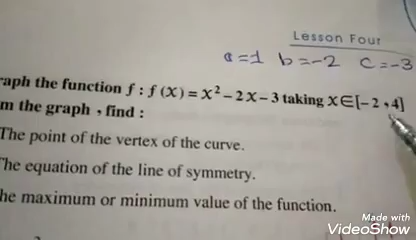 Lesson Four
a=1 b=-2 c=-3
raph the function f : f (X) = X² – 2 X – 3 taking X ∈ [– 2 , 4]
m the graph , find :
The point of the vertex of the curve.
The equation of the line of symmetry.
he maximum or minimum value of the function.
Made with
VideoShow